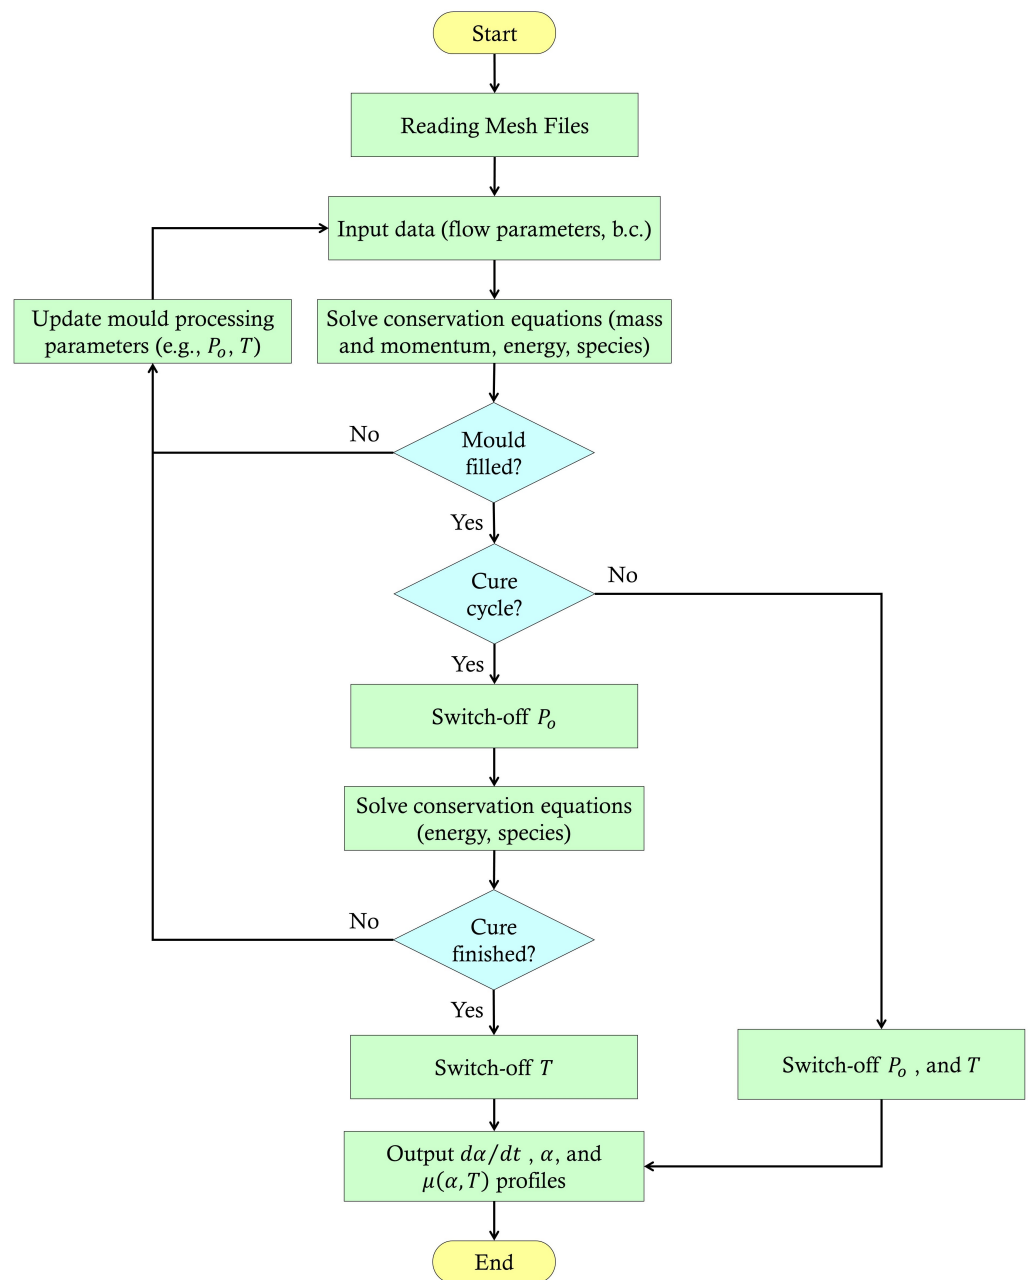 Start
Reading Mesh Files
Input data (flow parameters, b.c.)
Update mould processing
parameters (e.g., Pₒ, T)
Solve conservation equations (mass
and momentum, energy, species)
No
Mould
filled?
Yes
Cure
cycle?
No
Yes
Switch-off Pₒ
Solve conservation equations
(energy, species)
No
Cure
finished?
Yes
Switch-off T
Switch-off Pₒ , and T
Output dα/dt , α, and
μ(α, T) profiles
End